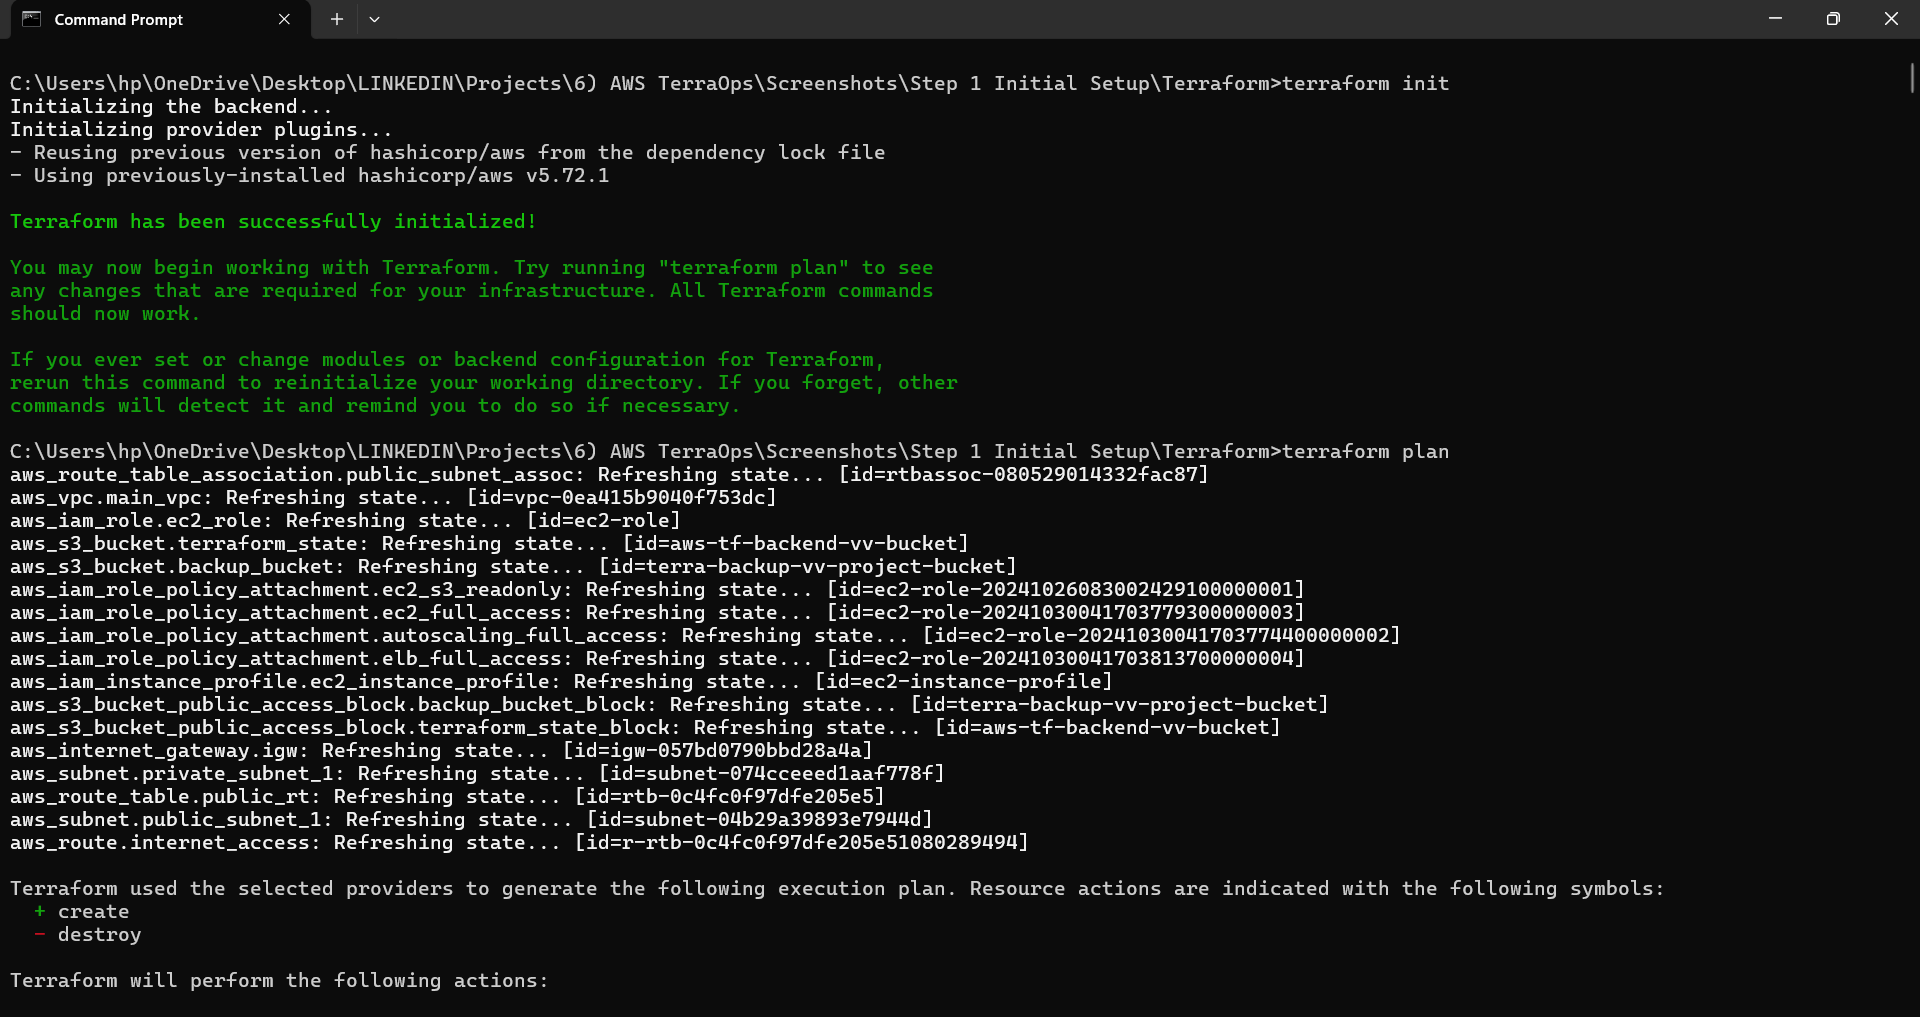 Command Prompt
C:\Users\hp\OneDrive\Desktop\LINKEDIN\Projects\6) AWS TerraOps\Screenshots\Step 1 Initial Setup\Terraform>terraform init
Initializing the backend...
Initializing provider plugins...
- Reusing previous version of hashicorp/aws from the dependency lock file
- Using previously-installed hashicorp/aws v5.72.1
Terraform has been successfully initialized!
You may now begin working with Terraform. Try running "terraform plan" to see
any changes that are required for your infrastructure. All Terraform commands
should now work.
If you ever set or change modules or backend configuration for Terraform,
rerun this command to reinitialize your working directory. If you forget, other
commands will detect it and remind you to do so if necessary.
C:\Users\hp\OneDrive\Desktop\LINKEDIN\Projects\6) AWS TerraOps\Screenshots\Step 1 Initial Setup\Terraform>terraform plan
aws_route_table_association.public_subnet_assoc: Refreshing state... [id=rtbassoc-080529014332fac87]
aws_vpc.main_vpc: Refreshing state... [id=vpc-0ea415b9040f753dc]
aws_iam_role.ec2_role: Refreshing state... [id=ec2-role]
aws_s3_bucket.terraform_state: Refreshing state... [id=aws-tf-backend-vv-bucket]
aws_s3_bucket.backup_bucket: Refreshing state... [id=terra-backup-vv-project-bucket]
aws_iam_role_policy_attachment.ec2_s3_readonly: Refreshing state... [id=ec2-role-20241026083002429100000001]
aws_iam_role_policy_attachment.ec2_full_access: Refreshing state... [id=ec2-role-20241030041703779300000003]
aws_iam_role_policy_attachment.autoscaling_full_access: Refreshing state... [id=ec2-role-20241030041703774400000002]
aws_iam_role_policy_attachment.elb_full_access: Refreshing state... [id=ec2-role-20241030041703813700000004]
aws_iam_instance_profile.ec2_instance_profile: Refreshing state... [id=ec2-instance-profile]
aws_s3_bucket_public_access_block.backup_bucket_block: Refreshing state... [id=terra-backup-vv-project-bucket]
aws_s3_bucket_public_access_block.terraform_state_block: Refreshing state... [id=aws-tf-backend-vv-bucket]
aws_internet_gateway.igw: Refreshing state... [id=igw-057bd0790bbd28a4a]
aws_subnet.private_subnet_1: Refreshing state... [id=subnet-074cceeed1aaf778f]
aws_route_table.public_rt: Refreshing state... [id=rtb-0c4fc0f97dfe205e5]
aws_subnet.public_subnet_1: Refreshing state... [id=subnet-04b29a39893e7944d]
aws_route.internet_access: Refreshing state... [id=r-rtb-0c4fc0f97dfe205e51080289494]
Terraform used the selected providers to generate the following execution plan. Resource actions are indicated with the following symbols:
+ create
- destroy
Terraform will perform the following actions: